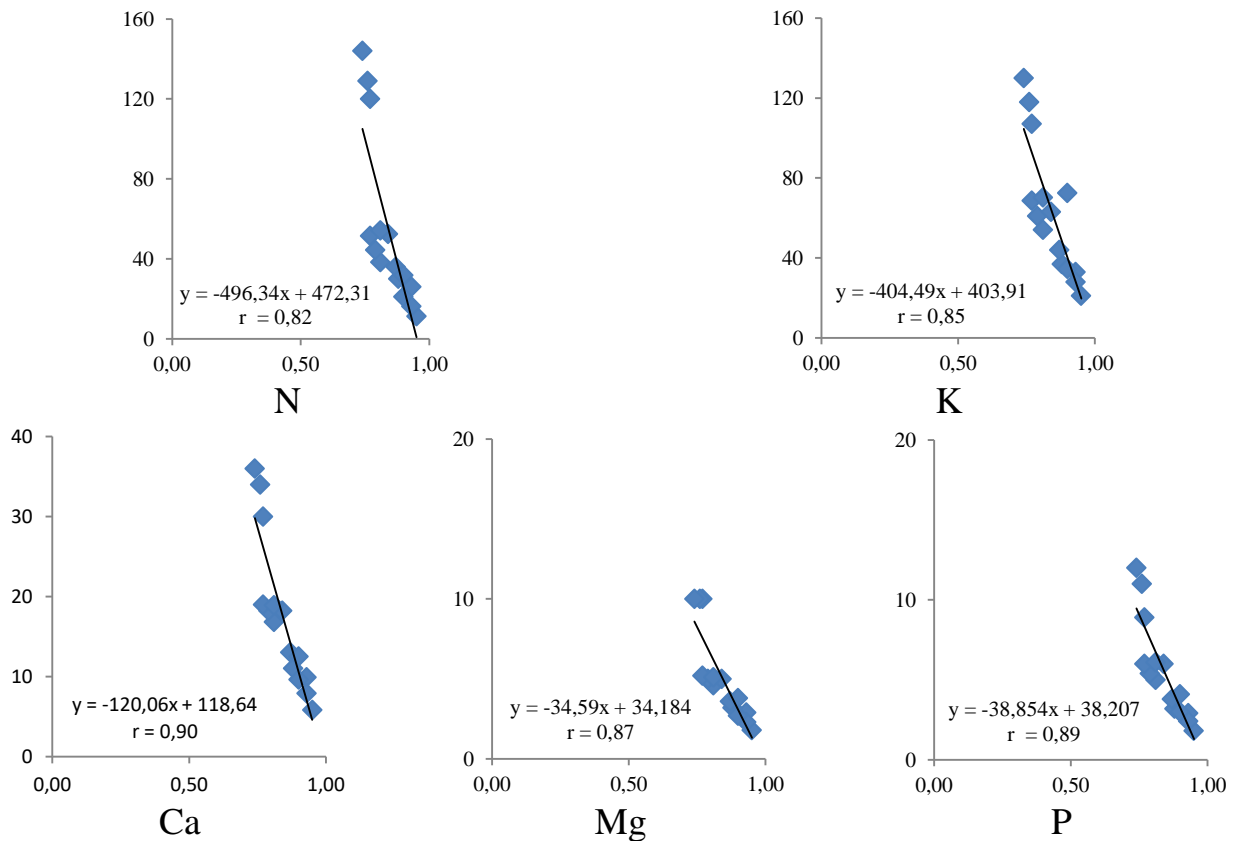 160
120
80
40
0
0,00 0,50 1,00
y = -496,34x + 472,31
r = 0,82
N
160
120
80
40
0
0,00 0,50 1,00
y = -404,49x + 403,91
r = 0,85
K
40
30
20
10
0
0,00 0,50 1,00
y = -120,06x + 118,64
r = 0,90
Ca
20
10
0
0,00 0,50 1,00
y = -34,59x + 34,184
r = 0,87
Mg
20
10
0
0,00 0,50 1,00
y = -38,854x + 38,207
r = 0,89
P